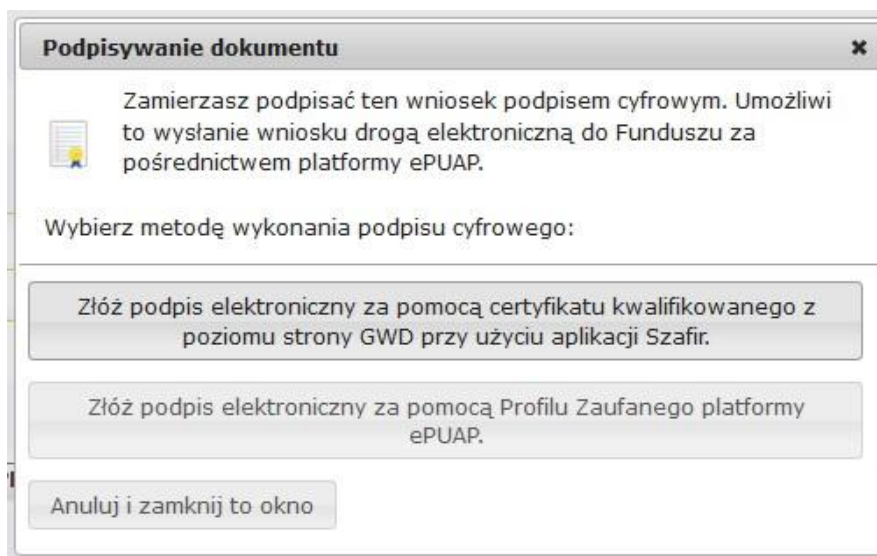 Podpisywanie dokumentu
Zamierzasz podpisać ten wniosek podpisem cyfrowym. Umożliwi
to wysłanie wniosku drogą elektroniczną do Funduszu za
pośrednictwem platformy ePUAP.
Wybierz metodę wykonania podpisu cyfrowego:
Złóż podpis elektroniczny za pomocą certyfikatu kwalifikowanego z
poziomu strony GWD przy użyciu aplikacji Szafir.
Złóż podpis elektroniczny za pomocą Profilu Zaufanego platformy
ePUAP.
Anuluj i zamknij to okno